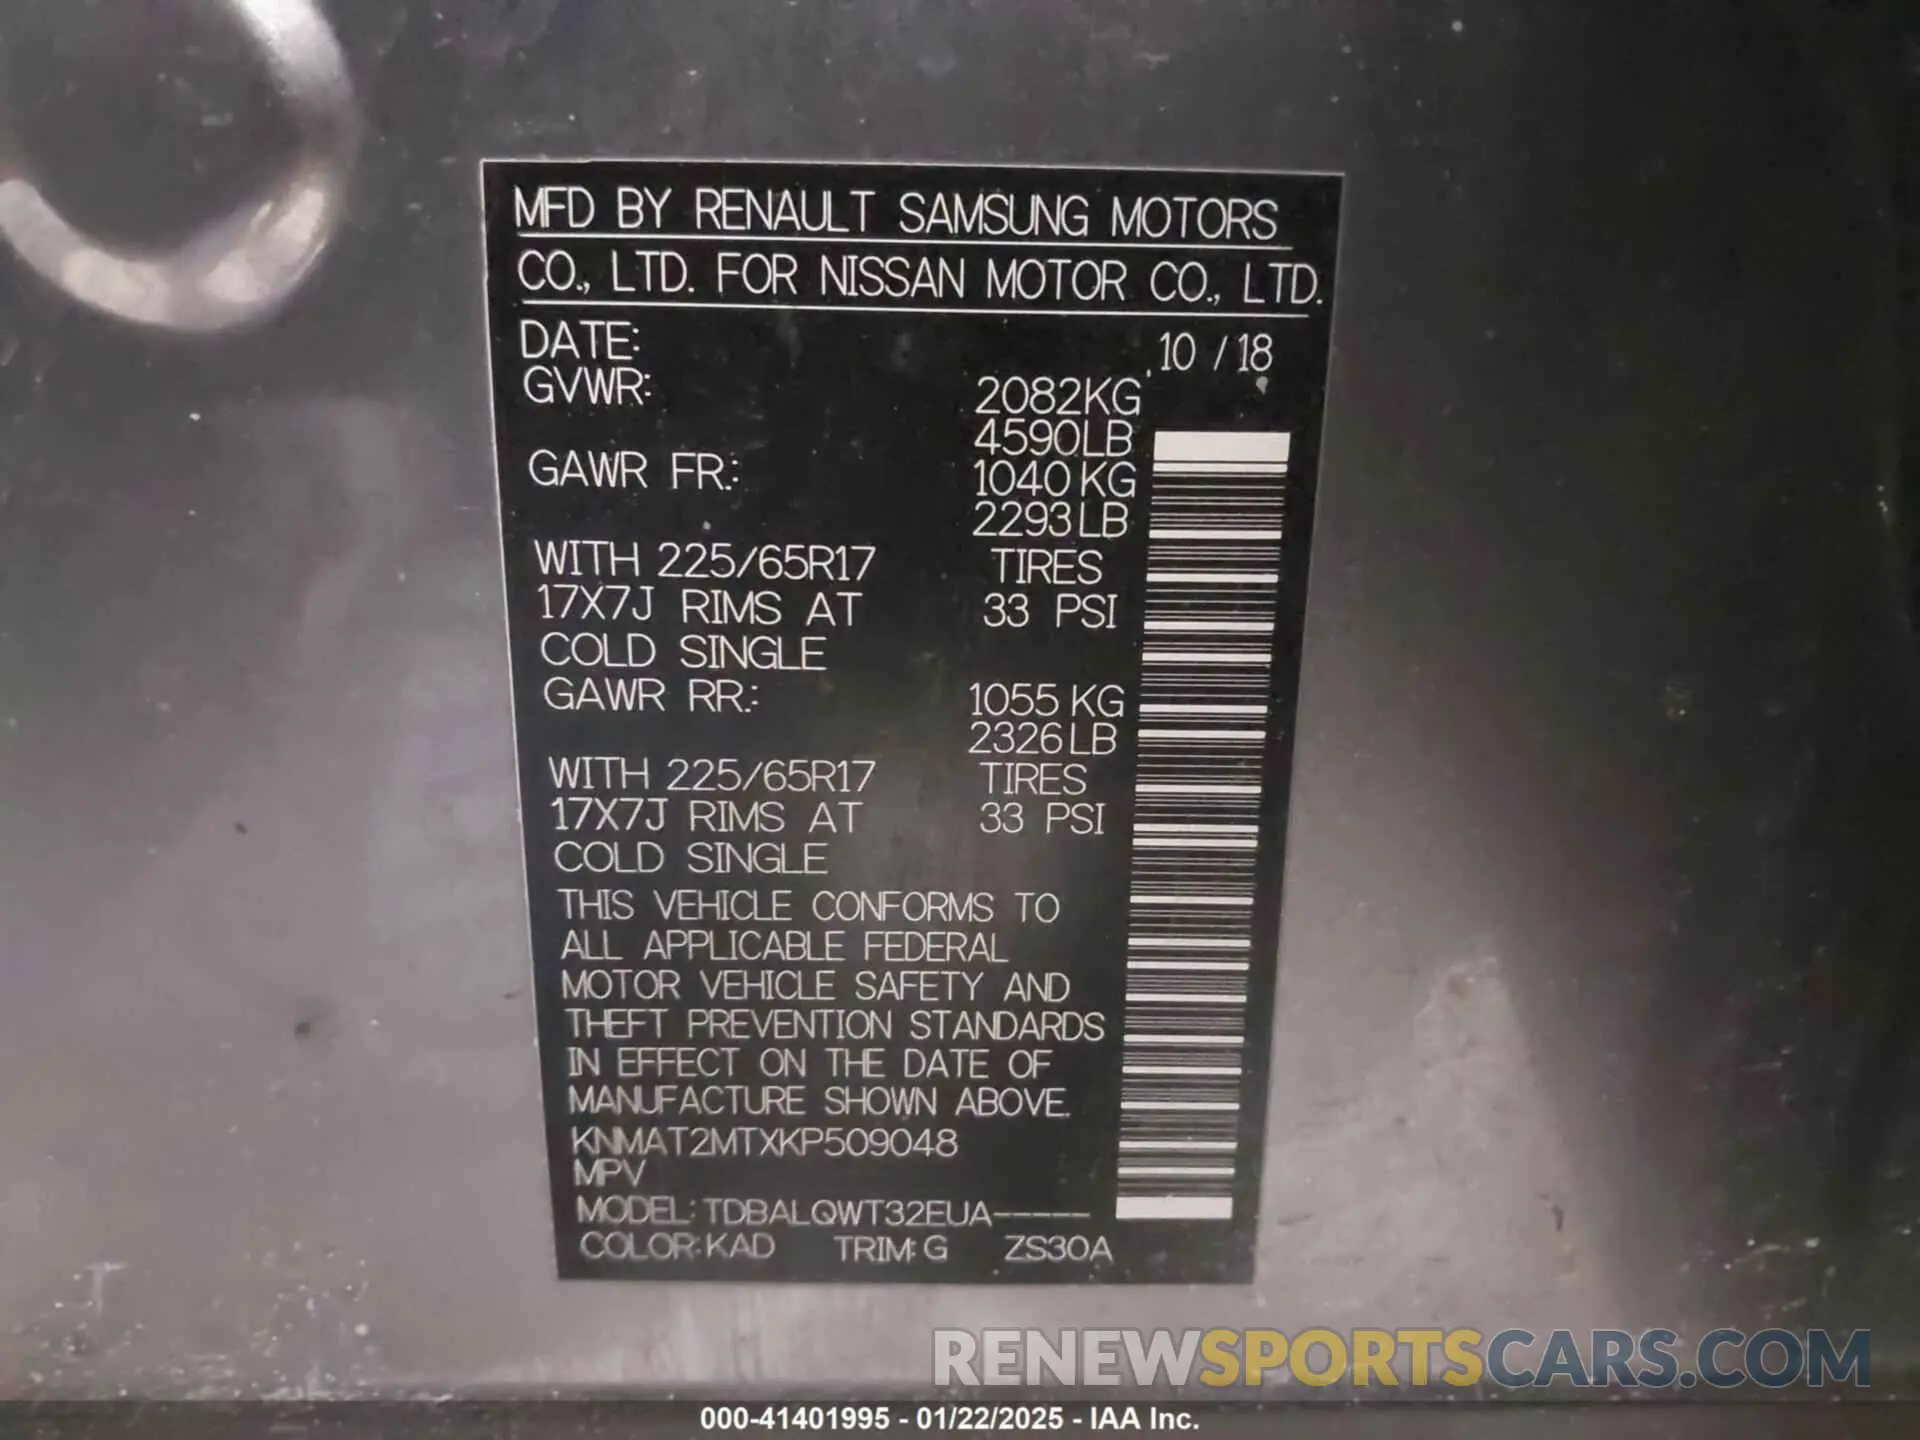 MFD BY RENAULT SAMSUNG MOTORS
CO., LTD. FOR NISSAN MOTOR CO., LTD.
DATE: 10 / 18
GVWR: 2082KG
4590LB
GAWR FR.: 1040 KG
2293LB
WITH 225/65R17 TIRES
17X7J RIMS AT 33 PSI
COLD SINGLE
GAWR RR.: 1055 KG
2326LB
WITH 225/65R17 TIRES
17X7J RIMS AT 33 PSI
COLD SINGLE
THIS VEHICLE CONFORMS TO
ALL APPLICABLE FEDERAL
MOTOR VEHICLE SAFETY AND
THEFT PREVENTION STANDARDS
IN EFFECT ON THE DATE OF
MANUFACTURE SHOWN ABOVE.
KNMAT2MTXKP509048
MPV
MODEL: TDBALQWT32EUA-----
COLOR: KAD TRIM: G ZS30A
RENEWSPORTSCARS.COM
000-41401995 - 01/22/2025 - IAA Inc.